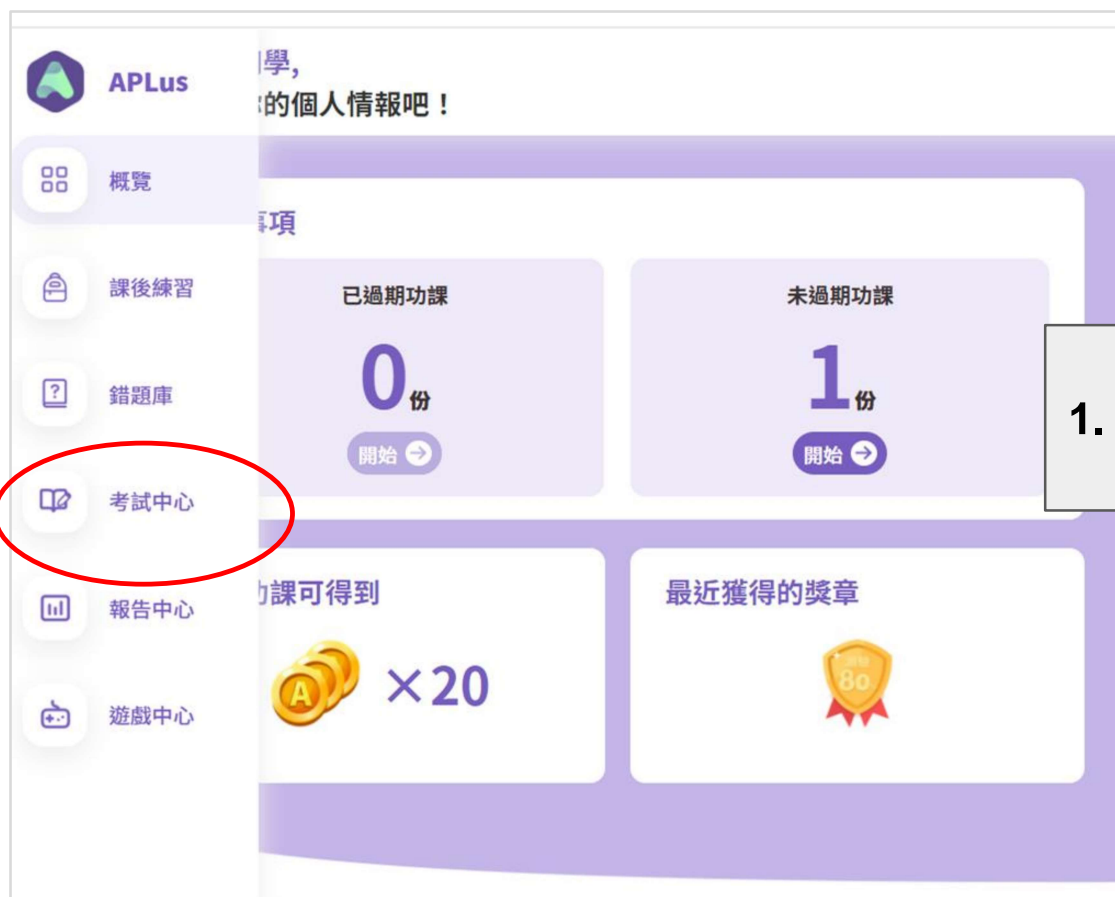 APLus
學,
的個人情報吧！
概覽
課後練習
錯題庫
考試中心
報告中心
遊戲中心
事項
已過期功課
0份
開始
未過期功課
1份
開始
1.
課可得到
×20
最近獲得的獎章
80